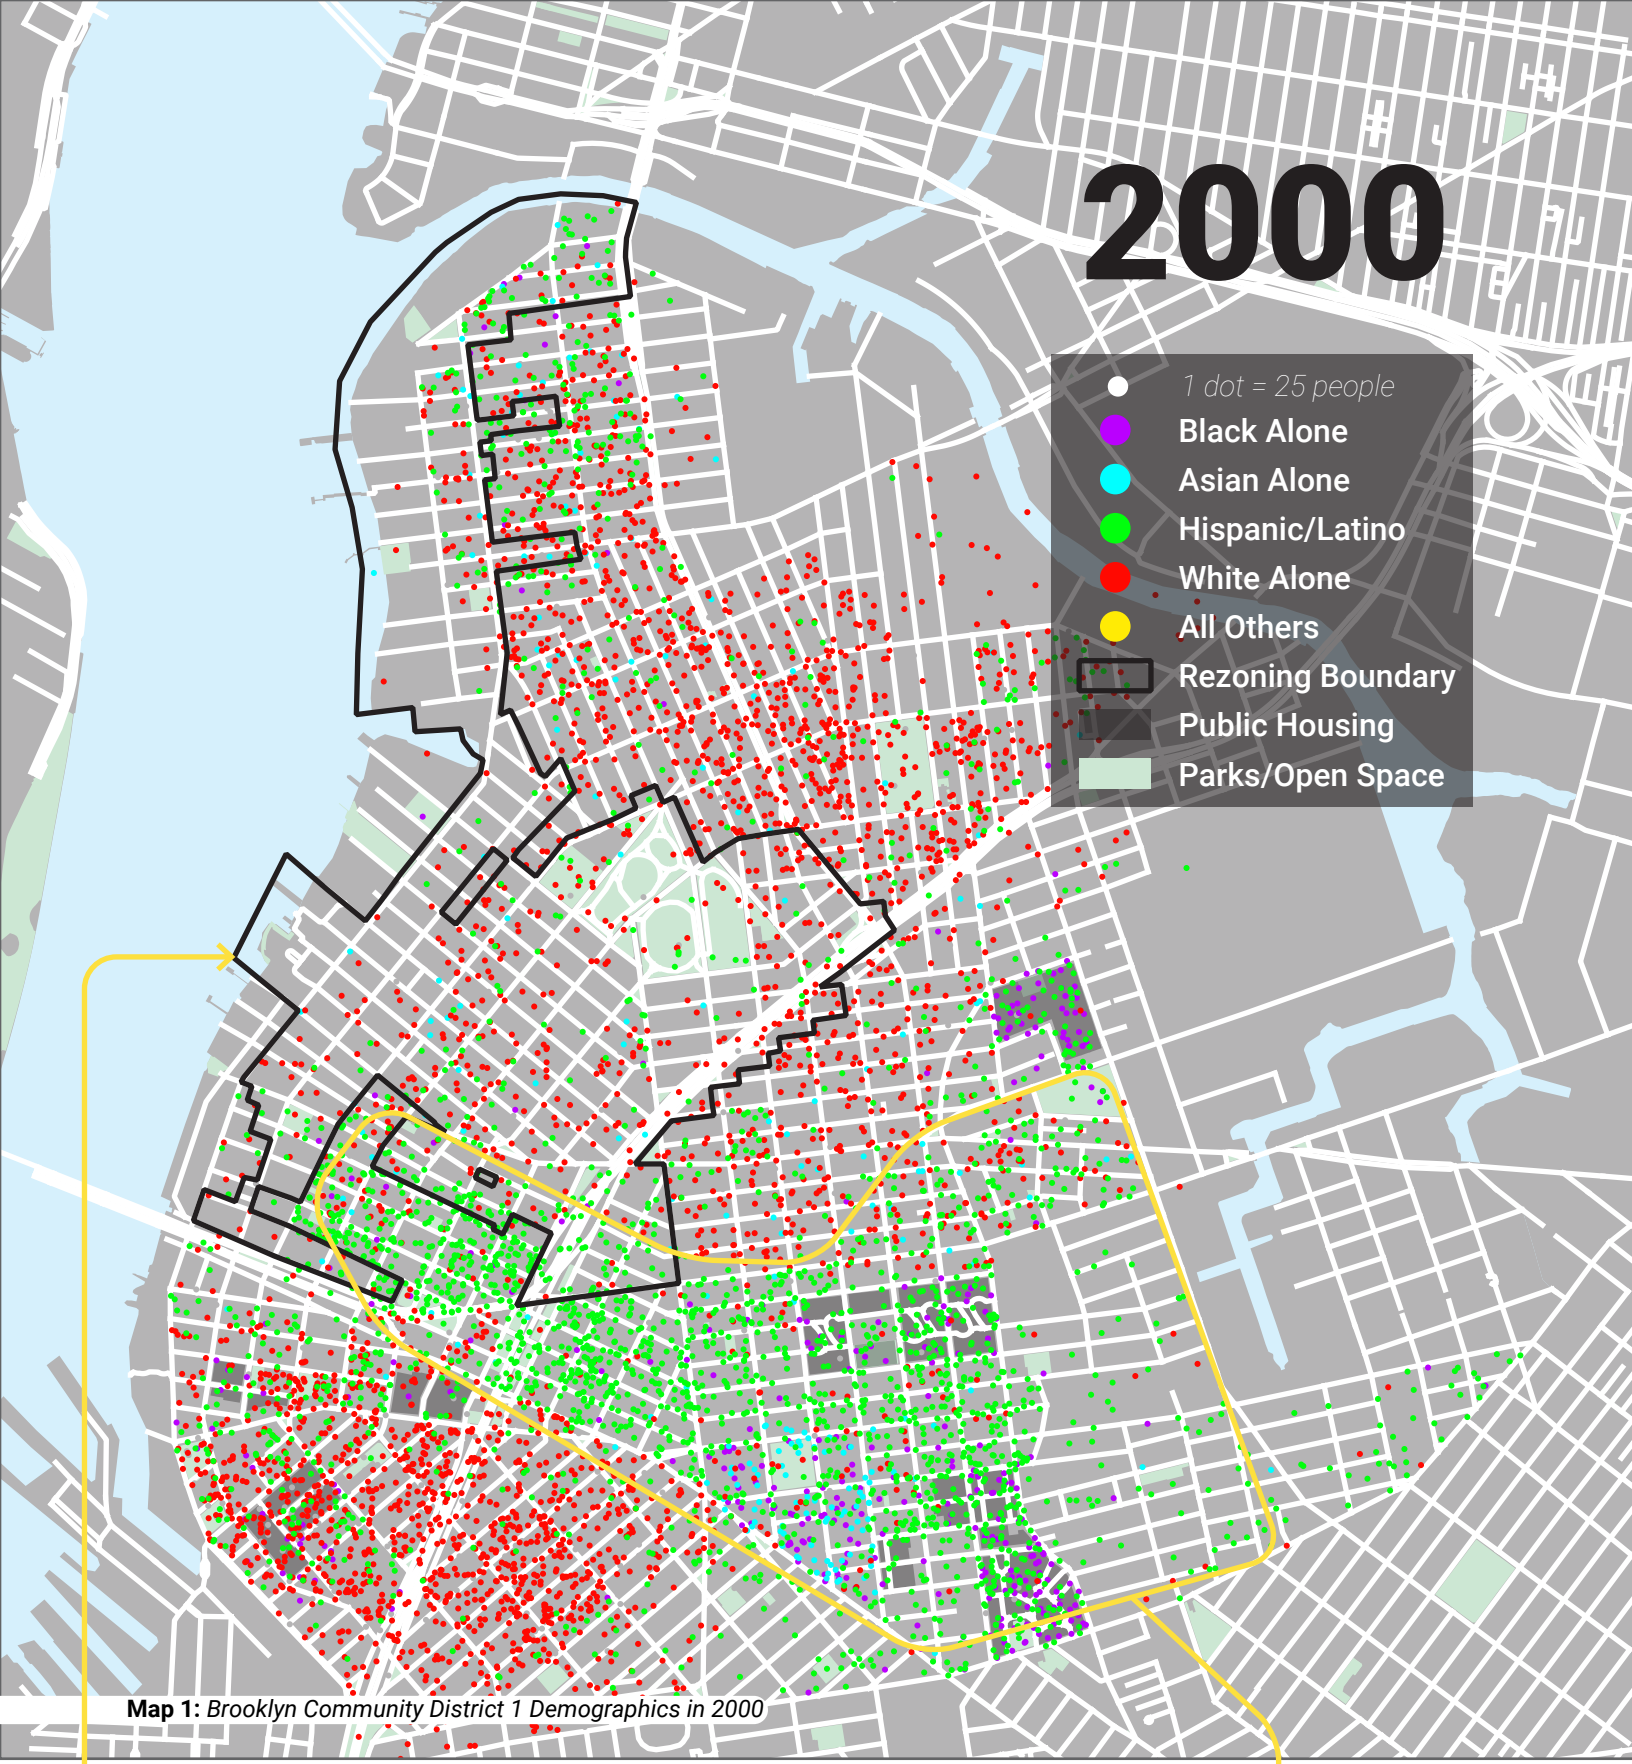 2000
1 dot = 25 people
Black Alone
Asian Alone
Hispanic/Latino
White Alone
All Others
Rezoning Boundary
Public Housing
Parks/Open Space
Map 1: Brooklyn Community District 1 Demographics in 2000